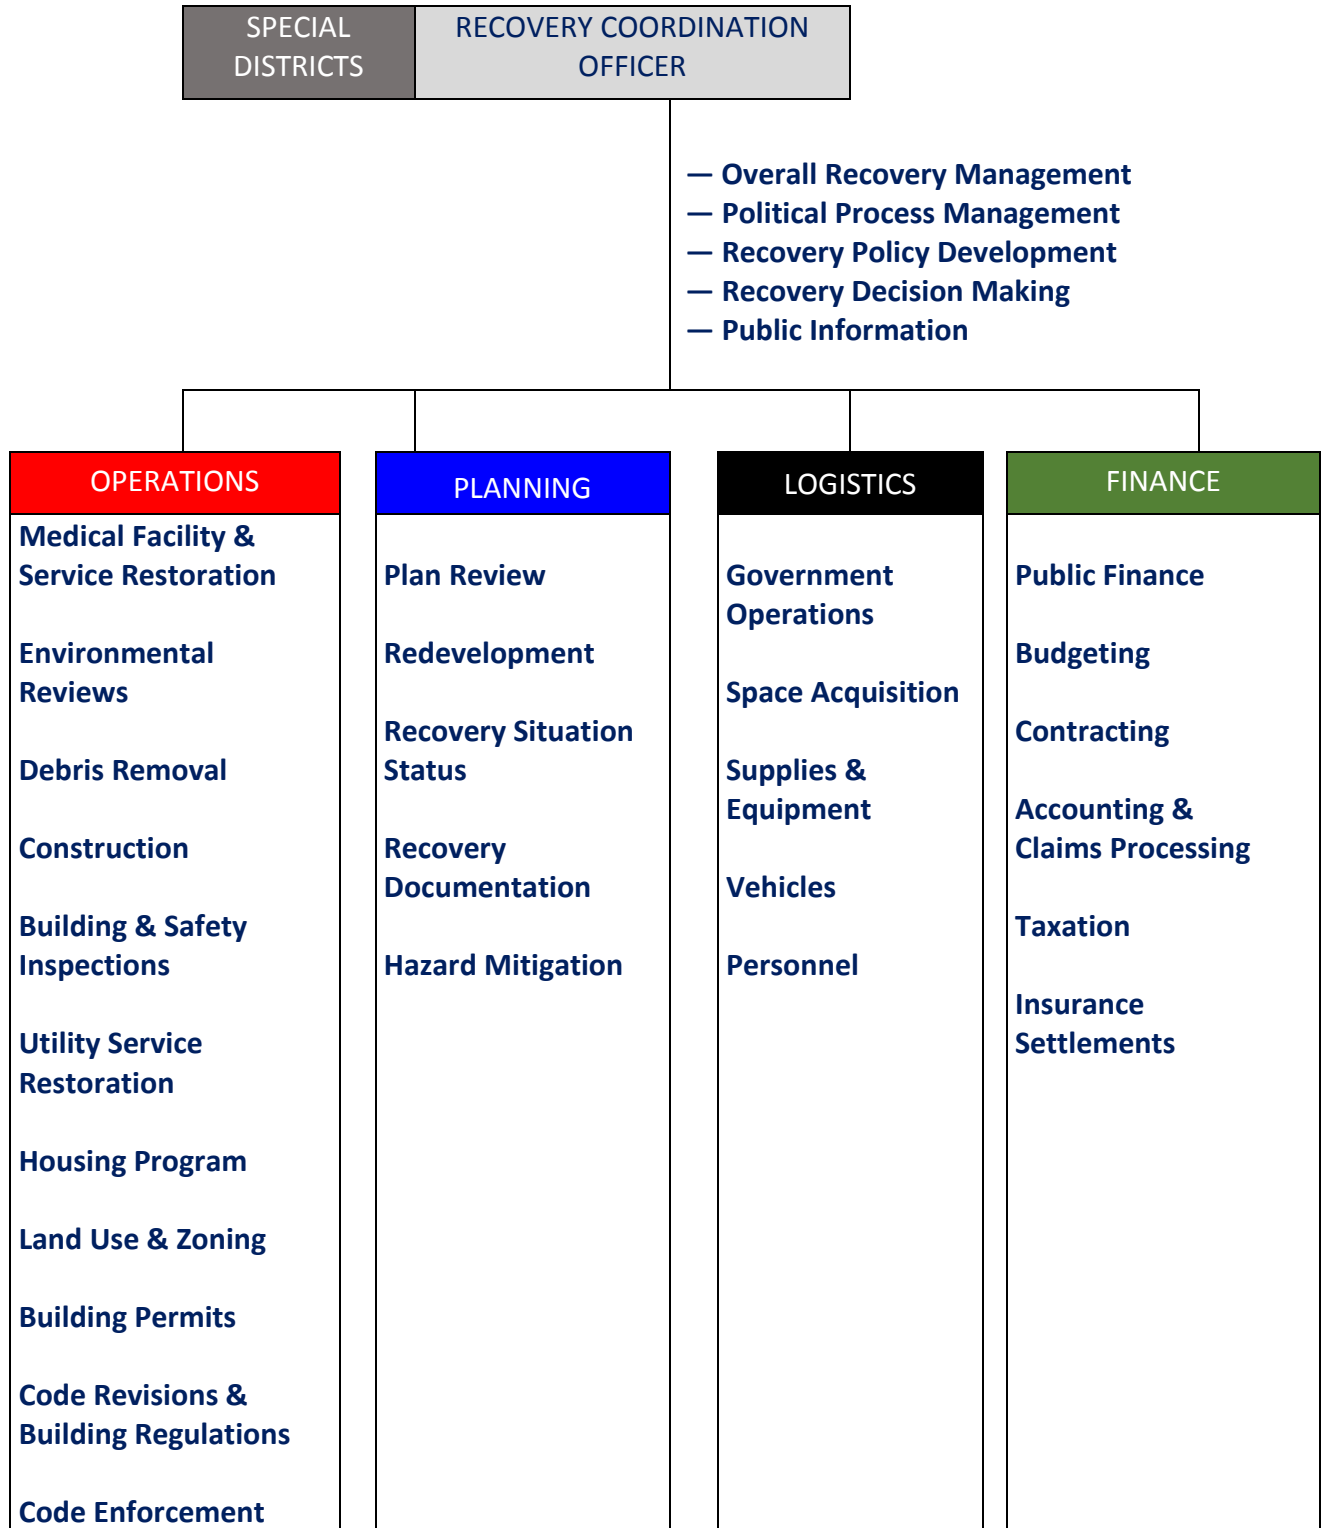 SPECIAL
DISTRICTS
RECOVERY COORDINATION
OFFICER
— Overall Recovery Management
— Political Process Management
— Recovery Policy Development
— Recovery Decision Making
— Public Information
OPERATIONS
Medical Facility &
Service Restoration
Environmental
Reviews
Debris Removal
Construction
Building & Safety
Inspections
Utility Service
Restoration
Housing Program
Land Use & Zoning
Building Permits
Code Revisions &
Building Regulations
Code Enforcement
PLANNING
Plan Review
Redevelopment
Recovery Situation
Status
Recovery
Documentation
Hazard Mitigation
LOGISTICS
Government
Operations
Space Acquisition
Supplies &
Equipment
Vehicles
Personnel
FINANCE
Public Finance
Budgeting
Contracting
Accounting &
Claims Processing
Taxation
Insurance
Settlements